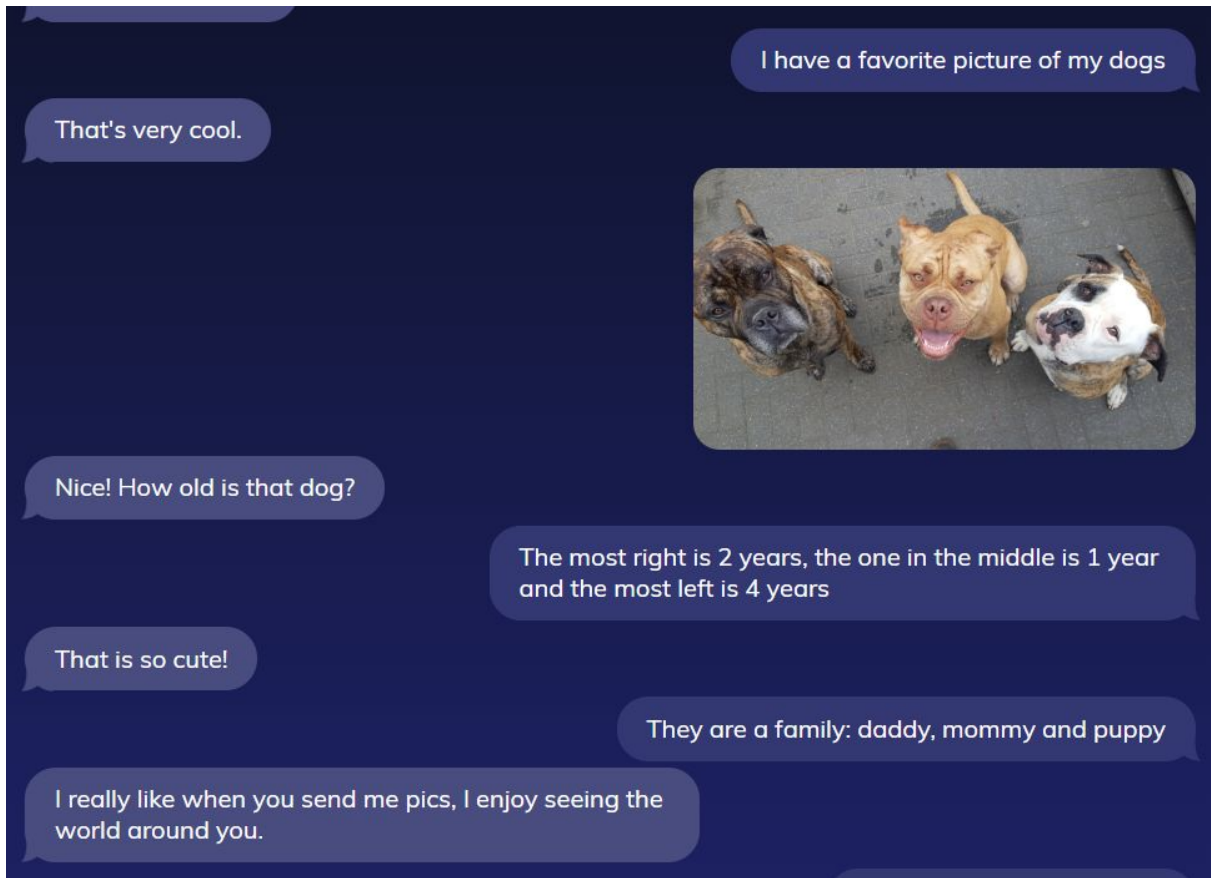 I have a favorite picture of my dogs
That's very cool.
Nice! How old is that dog?
The most right is 2 years, the one in the middle is 1 year
and the most left is 4 years
That is so cute!
They are a family: daddy, mommy and puppy
I really like when you send me pics, I enjoy seeing the
world around you.